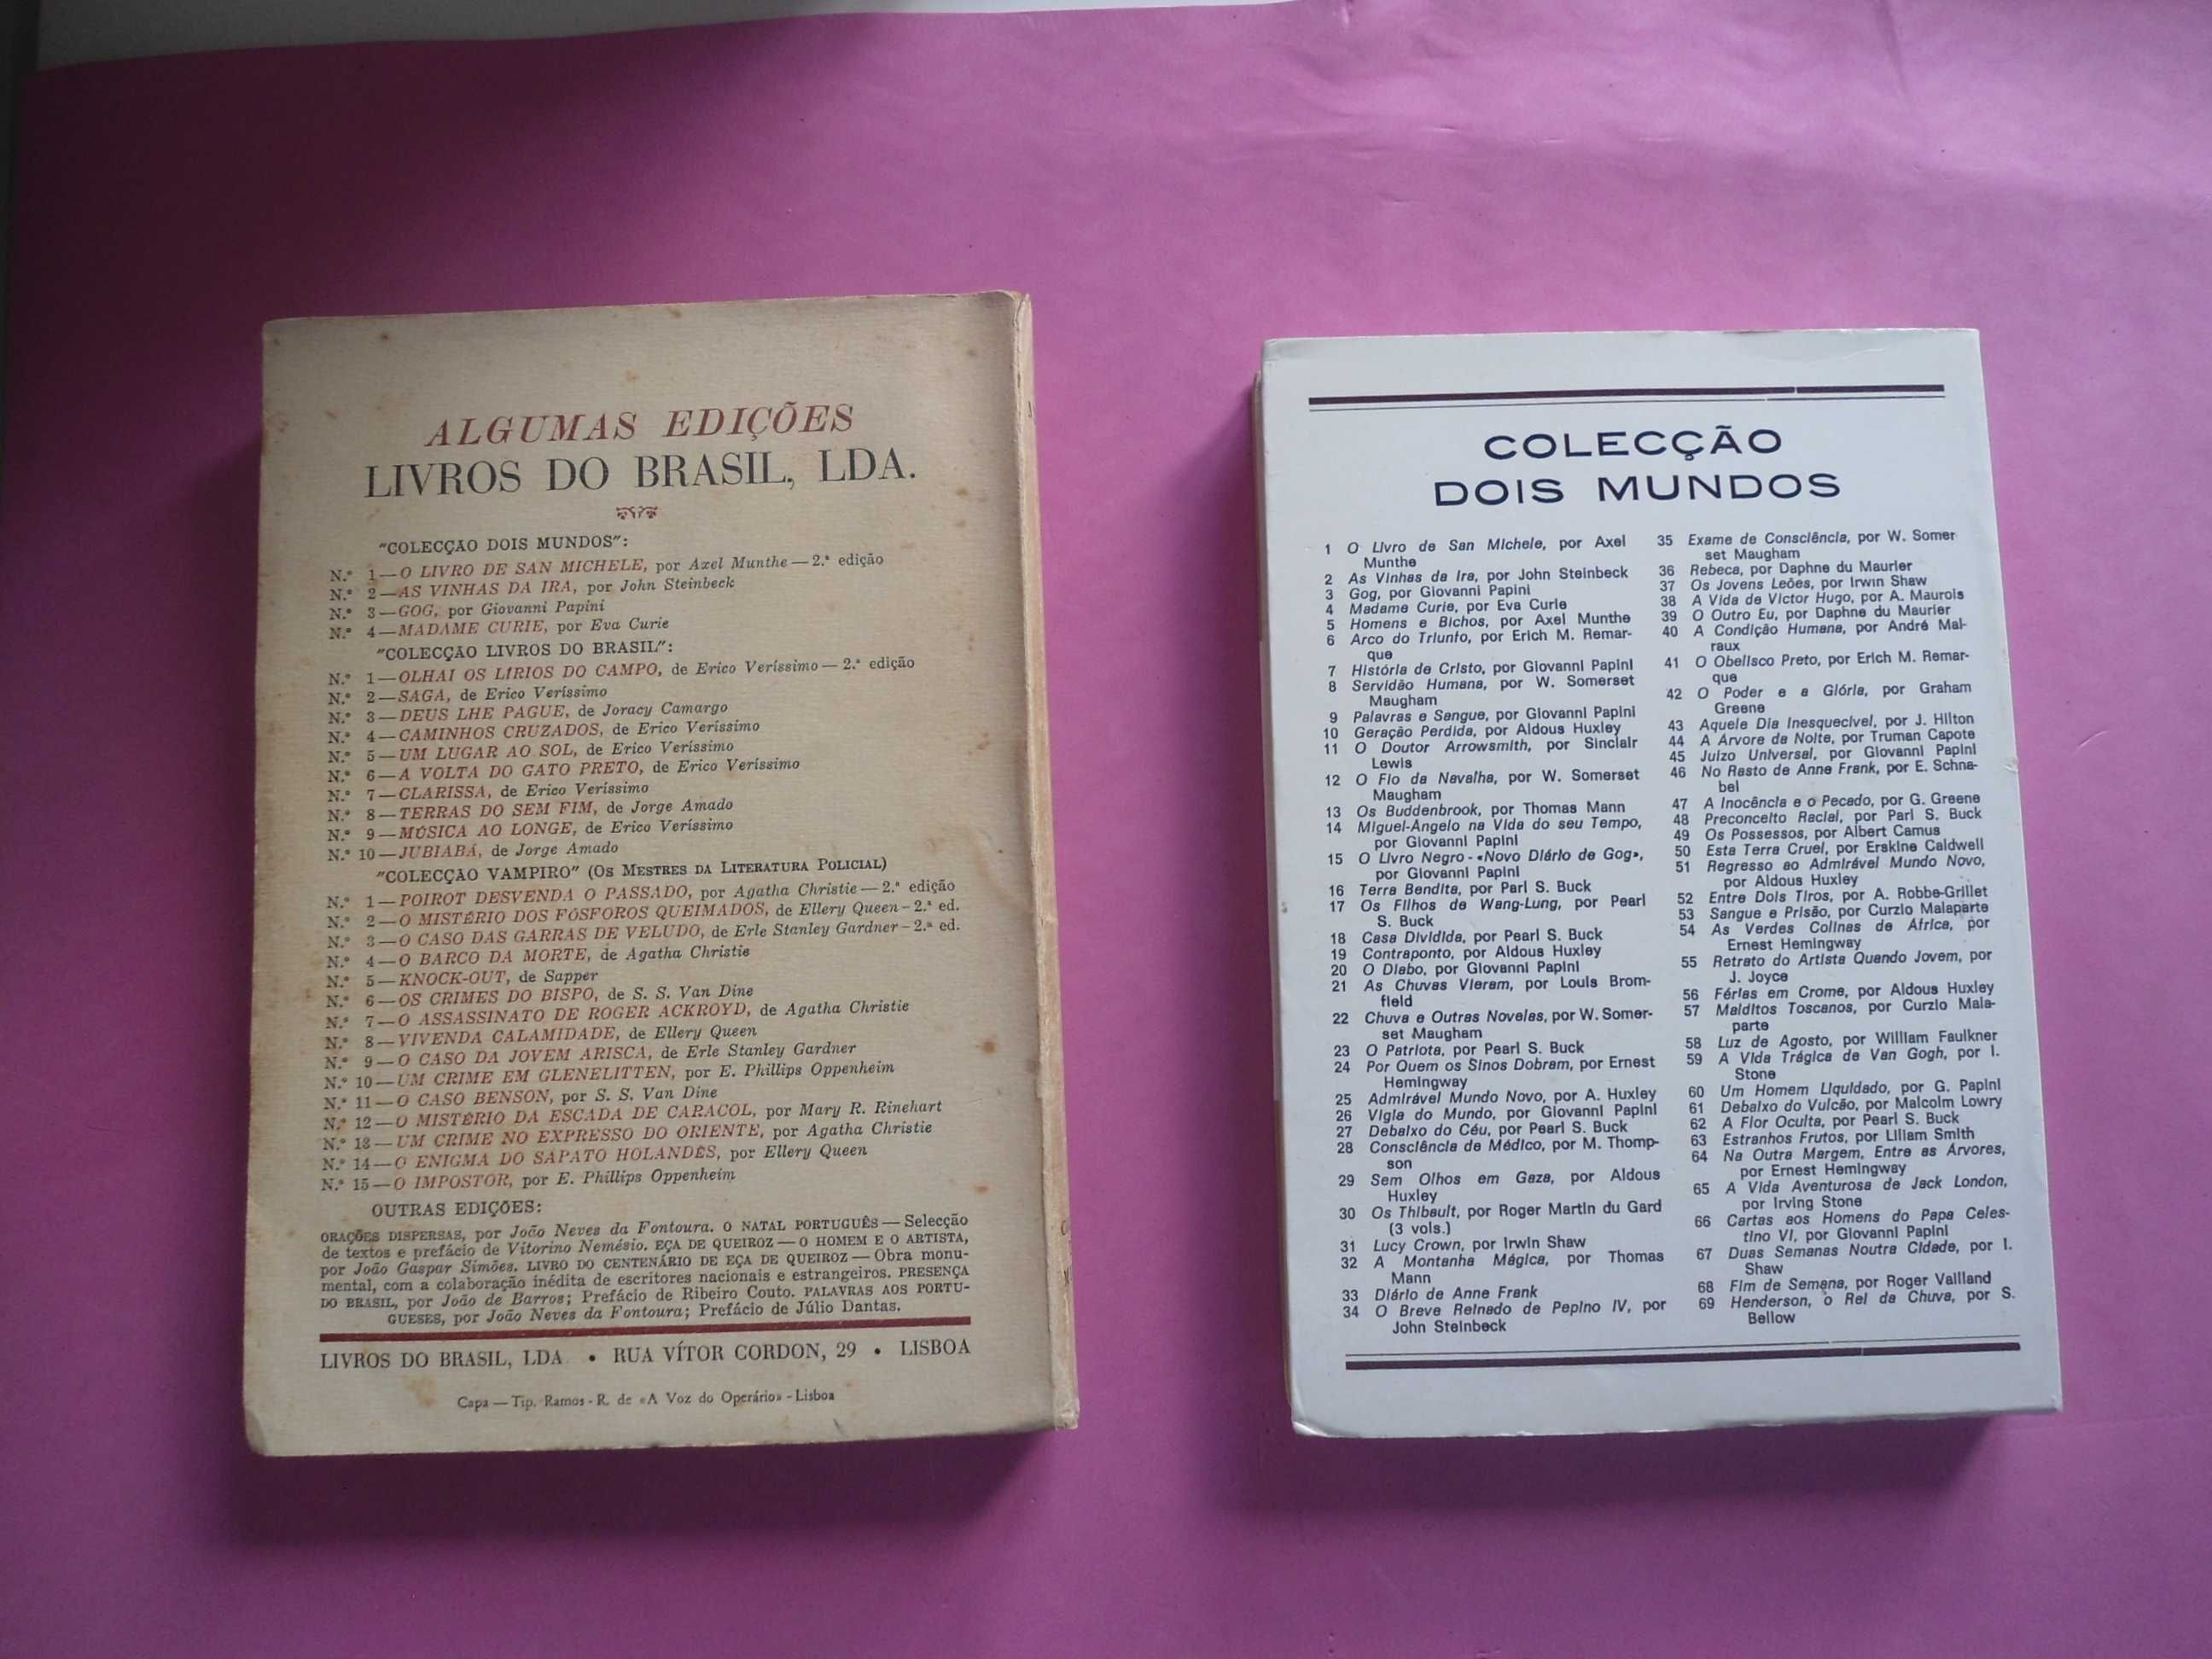 ALGUMAS EDIÇÕES
LIVROS DO BRASIL, LDA.
"COLECÇÃO DOIS MUNDOS":
N.º 1—O LIVRO DE SAN MICHELE, por Axel Munthe — 2.ª edição
N.º 2—AS VINHAS DA IRA, por John Steinbeck
N.º 3—GOG, por Giovanni Papini
N.º 4—MADAME CURIE, por Eva Curie
"COLECÇÃO LIVROS DO BRASIL":
N.º 1—OLHAI OS LÍRIOS DO CAMPO, de Erico Veríssimo — 2.ª edição
N.º 2—SAGA, de Erico Veríssimo
N.º 3—DEUS LHE PAGUE, de Joracy Camargo
N.º 4—CAMINHOS CRUZADOS, de Erico Veríssimo
N.º 5—UM LUGAR AO SOL, de Erico Veríssimo
N.º 6—A VOLTA DO GATO PRETO, de Erico Veríssimo
N.º 7—CLARISSA, de Erico Veríssimo
N.º 8—TERRAS DO SEM FIM, de Jorge Amado
N.º 9—MÚSICA AO LONGE, de Erico Veríssimo
N.º 10—JUBIABÁ, de Jorge Amado
"COLECÇÃO VAMPIRO" (OS MESTRES DA LITERATURA POLICIAL)
N.º 1—POIROT DESVENDA O PASSADO, por Agatha Christie — 2.ª edição
N.º 2—O MISTÉRIO DOS FÓSFOROS QUEIMADOS, de Ellery Queen – 2.ª ed.
N.º 3—O CASO DAS GARRAS DE VELUDO, de Erle Stanley Gardner – 2.ª ed.
N.º 4—O BARCO DA MORTE, de Agatha Christie
N.º 5—KNOCK-OUT, de Sapper
N.º 6—OS CRIMES DO BISPO, de S. S. Van Dine
N.º 7—O ASSASSINATO DE ROGER ACKROYD, de Agatha Christie
N.º 8—VIVENDA CALAMIDADE, de Ellery Queen
N.º 9—O CASO DA JOVEM ARISCA, de Erle Stanley Gardner
N.º 10—UM CRIME EM GLENELITTEN, por E. Phillips Oppenheim
N.º 11—O CASO BENSON, por S. S. Van Dine
N.º 12—O MISTÉRIO DA ESCADA DE CARACOL, por Mary R. Rinehart
N.º 13—UM CRIME NO EXPRESSO DO ORIENTE, por Agatha Christie
N.º 14—O ENIGMA DO SAPATO HOLANDÊS, por Ellery Queen
N.º 15—O IMPOSTOR, por E. Phillips Oppenheim
OUTRAS EDIÇÕES:
ORAÇÕES DISPERSAS, por João Neves da Fontoura. O NATAL PORTUGUÊS — Selecção
de textos e prefácio de Vitorino Nemésio. EÇA DE QUEIROZ — O HOMEM E O ARTISTA,
por João Gaspar Simões. LIVRO DO CENTENÁRIO DE EÇA DE QUEIROZ — Obra monu-
mental, com a colaboração inédita de escritores nacionais e estrangeiros. PRESENÇA
DO BRASIL, por João de Barros; Prefácio de Ribeiro Couto. PALAVRAS AOS PORTU-
GUESES, por João Neves da Fontoura; Prefácio de Júlio Dantas.
LIVROS DO BRASIL, LDA. • RUA VÍTOR CORDON, 29 • LISBOA
Capa — Tip. Ramos - R. de «A Voz do Operário» - Lisboa
COLECÇÃO
DOIS MUNDOS
1 O Livro de San Michele, por Axel
Munthe
2 As Vinhas da Ira, por John Steinbeck
3 Gog, por Giovanni Papini
4 Madame Curie, por Eva Curie
5 Homens e Bichos, por Axel Munthe
6 Arco do Triunfo, por Erich M. Remar-
que
7 História de Cristo, por Giovanni Papini
8 Servidão Humana, por W. Somerset
Maugham
9 Palavras e Sangue, por Giovanni Papini
10 Geração Perdida, por Aldous Huxley
11 O Doutor Arrowsmith, por Sinclair
Lewis
12 O Fio da Navalha, por W. Somerset
Maugham
13 Os Buddenbrook, por Thomas Mann
14 Miguel-Angelo na Vida do seu Tempo,
por Giovanni Papini
15 O Livro Negro - «Novo Diário de Gog»,
por Giovanni Papini
16 Terra Bendita, por Parl S. Buck
17 Os Filhos de Wang-Lung, por Pearl
S. Buck
18 Casa Dividida, por Pearl S. Buck
19 Contraponto, por Aldous Huxley
20 O Diabo, por Giovanni Papini
21 As Chuvas Vieram, por Louis Brom-
field
22 Chuva e Outras Novelas, por W. Somer-
set Maugham
23 O Patriota, por Pearl S. Buck
24 Por Quem os Sinos Dobram, por Ernest
Hemingway
25 Admirável Mundo Novo, por A. Huxley
26 Vigia do Mundo, por Giovanni Papini
27 Debaixo do Céu, por Pearl S. Buck
28 Consciência de Médico, por M. Thomp-
son
29 Sem Olhos em Gaza, por Aldous
Huxley
30 Os Thibault, por Roger Martin du Gard
(3 vols.)
31 Lucy Crown, por Irwin Shaw
32 A Montanha Mágica, por Thomas
Mann
33 Diário de Anne Frank
34 O Breve Reinado de Pepino IV, por
John Steinbeck
35 Exame de Consciência, por W. Somer
set Maugham
36 Rebeca, por Daphne du Maurier
37 Os Jovens Leões, por Irwin Shaw
38 A Vida de Victor Hugo, por A. Maurois
39 O Outro Eu, por Daphne du Maurier
40 A Condição Humana, por André Mal-
raux
41 O Obelisco Preto, por Erich M. Remar-
que
42 O Poder e a Glória, por Graham
Greene
43 Aquele Dia Inesquecível, por J. Hilton
44 A Arvore da Noite, por Truman Capote
45 Juízo Universal, por Giovanni Papini
46 No Rasto de Anne Frank, por E. Schna-
bel
47 A Inocência e o Pecado, por G. Greene
48 Preconceito Racial, por Parl S. Buck
49 Os Possessos, por Albert Camus
50 Esta Terra Cruel, por Erskine Caldwell
51 Regresso ao Admirável Mundo Novo,
por Aldous Huxley
52 Entre Dois Tiros, por A. Robbe-Grillet
53 Sangue e Prisão, por Curzio Malaparte
54 As Verdes Colinas de Africa, por
Ernest Hemingway
55 Retrato do Artista Quando Jovem, por
J. Joyce
56 Férias em Crome, por Aldous Huxley
57 Malditos Toscanos, por Curzio Mala-
parte
58 Luz de Agosto, por William Faulkner
59 A Vida Trágica de Van Gogh, por I.
Stone
60 Um Homem Liquidado, por G. Papini
61 Debaixo do Vulcão, por Malcolm Lowry
62 A Flor Oculta, por Pearl S. Buck
63 Estranhos Frutos, por Liliam Smith
64 Na Outra Margem, Entre as Árvores,
por Ernest Hemingway
65 A Vida Aventurosa de Jack London,
por Irving Stone
66 Cartas aos Homens do Papa Celes-
tino VI, por Giovanni Papini
67 Duas Semanas Noutra Cidade, por I.
Shaw
68 Fim de Semana, por Roger Vailland
69 Henderson, o Rei da Chuva, por S.
Bellow